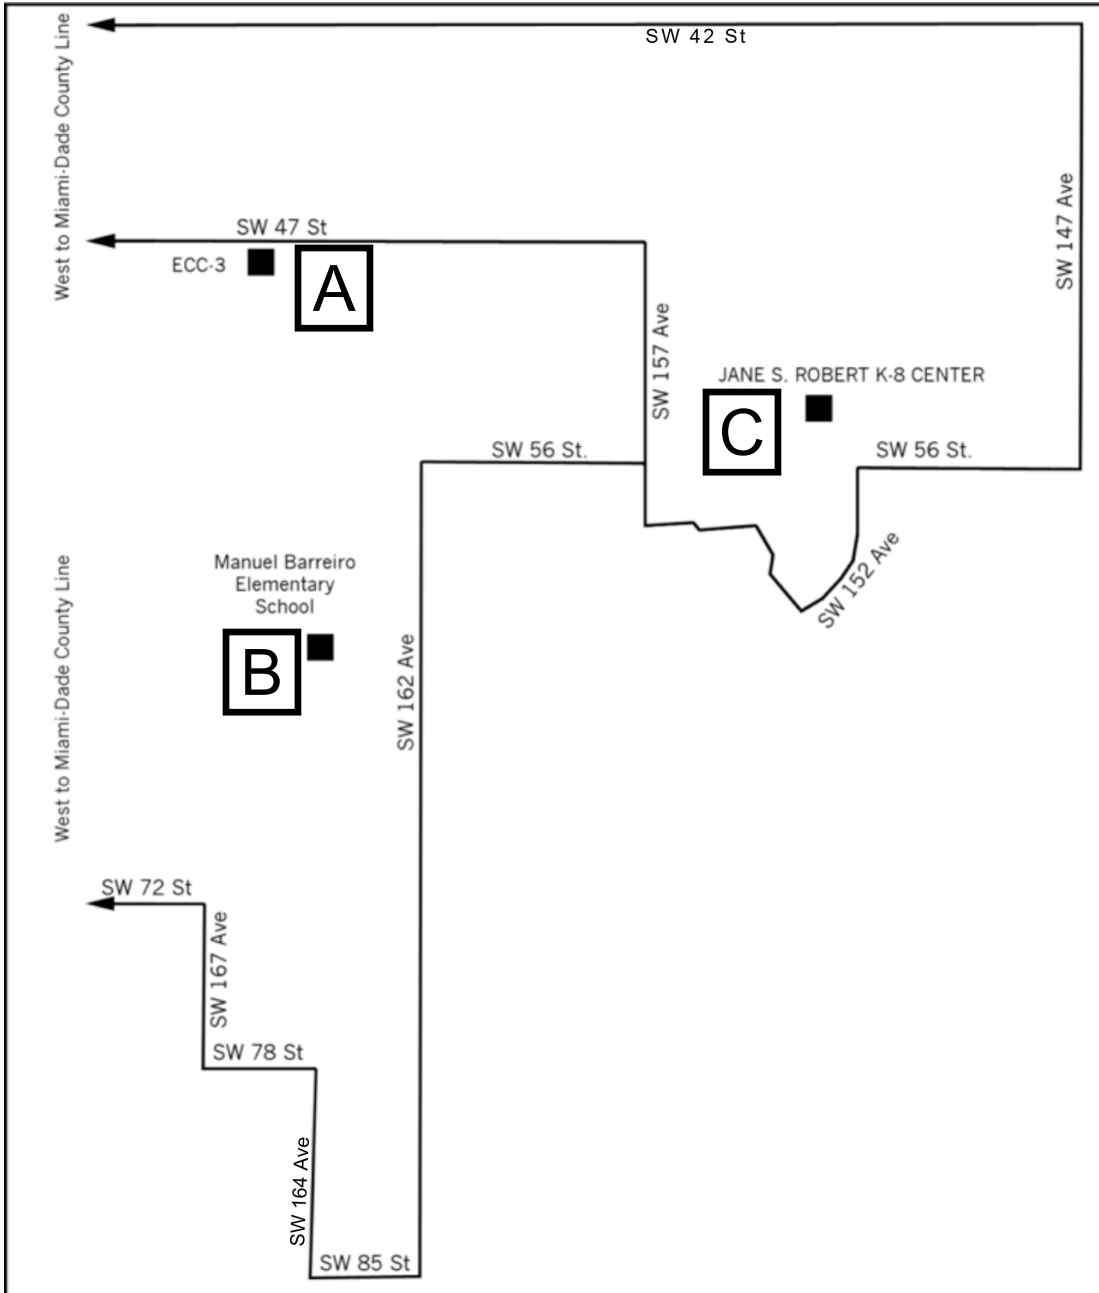 SW 42 St
West to Miami-Dade County Line
SW 147 Ave
SW 47 St
ECC-3
A
SW 157 Ave
JANE S. ROBERT K-8 CENTER
C
SW 56 St.
SW 56 St.
SW 152 Ave
Manuel Barreiro
Elementary
School
B
SW 162 Ave
West to Miami-Dade County Line
SW 72 St
SW 167 Ave
SW 78 St
SW 164 Ave
SW 85 St